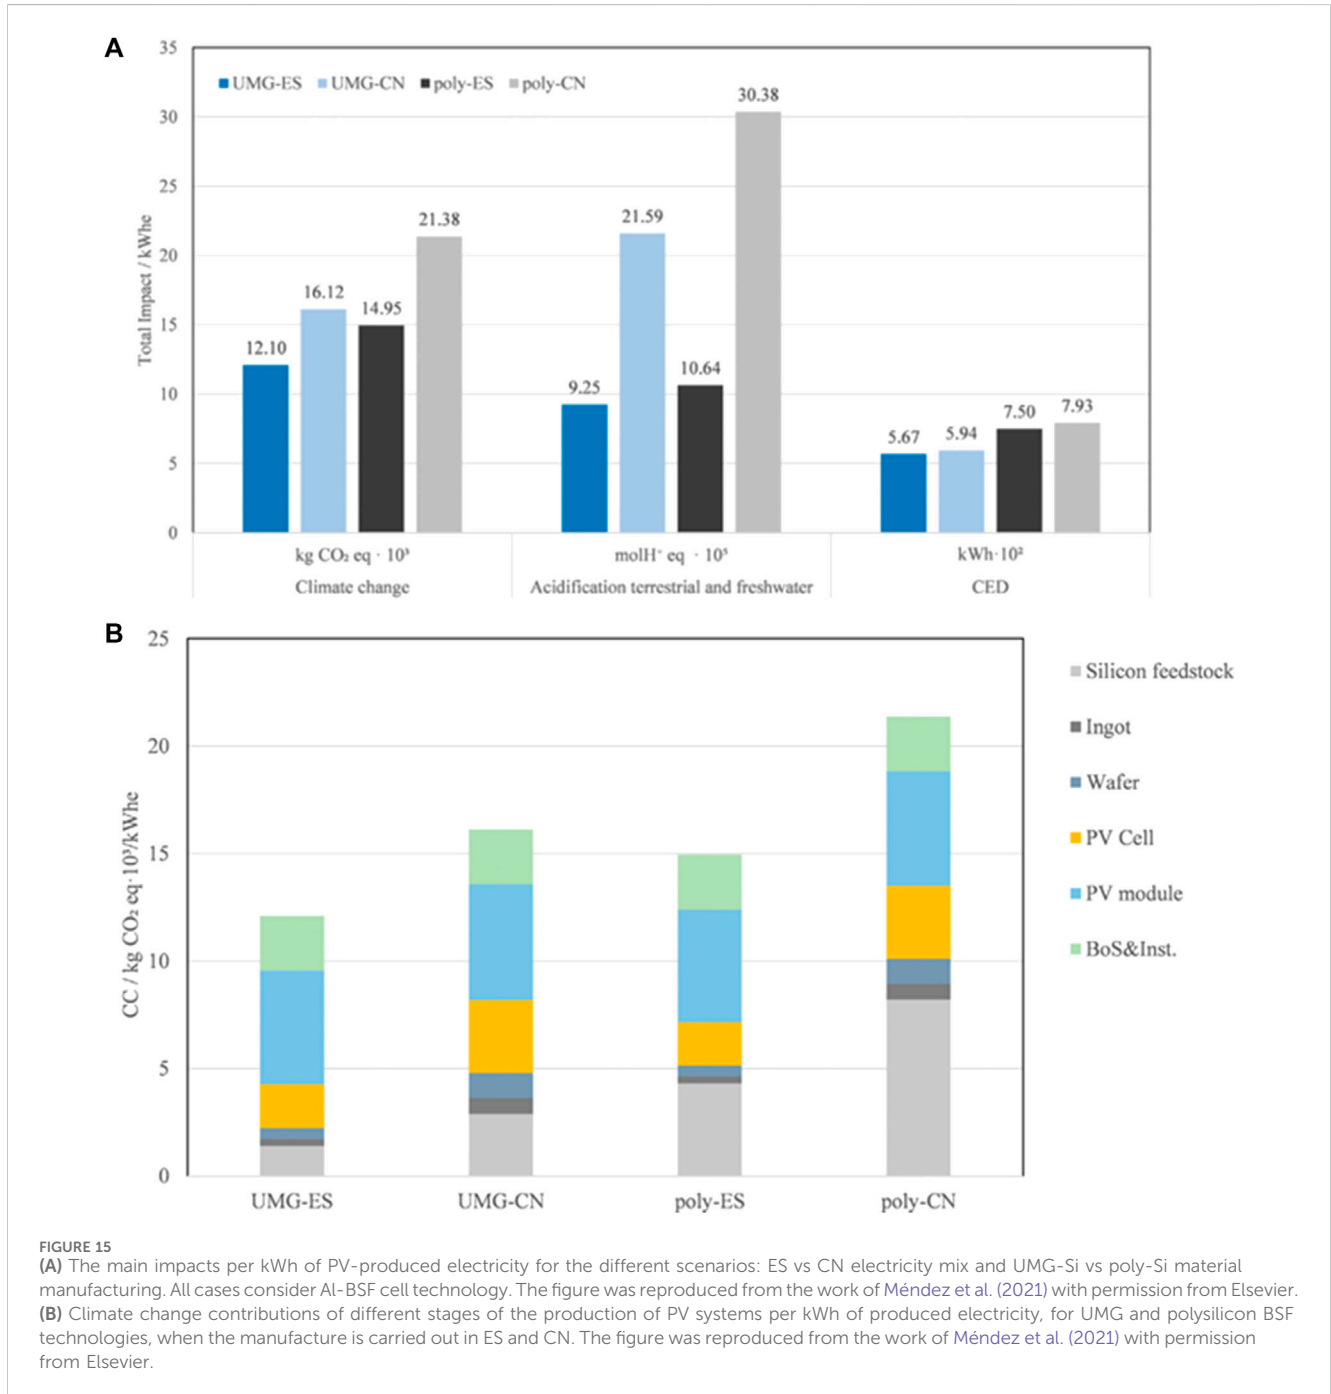 A
35
UMG-ES UMG-CN poly-ES poly-CN
30.38
30
25
21.38
21.59
20
16.12
14.95
15
12.10
10.64
10
9.25
7.50
7.93
5.67
5.94
5
0
Total Impact / kWhe
kg CO₂ eq · 10³
molH⁺ eq · 10⁵
kWh·10²
Climate change
Acidification terrestrial and freshwater
CED
B
25
20
15
10
5
0
CC / kg CO₂ eq·10³/kWhe
Silicon feedstock
Ingot
Wafer
PV Cell
PV module
BoS&Inst.
UMG-ES
UMG-CN
poly-ES
poly-CN
FIGURE 15
(A) The main impacts per kWh of PV-produced electricity for the different scenarios: ES vs CN electricity mix and UMG-Si vs poly-Si material
manufacturing. All cases consider Al-BSF cell technology. The figure was reproduced from the work of Méndez et al. (2021) with permission from Elsevier.
(B) Climate change contributions of different stages of the production of PV systems per kWh of produced electricity, for UMG and polysilicon BSF
technologies, when the manufacture is carried out in ES and CN. The figure was reproduced from the work of Méndez et al. (2021) with permission
from Elsevier.